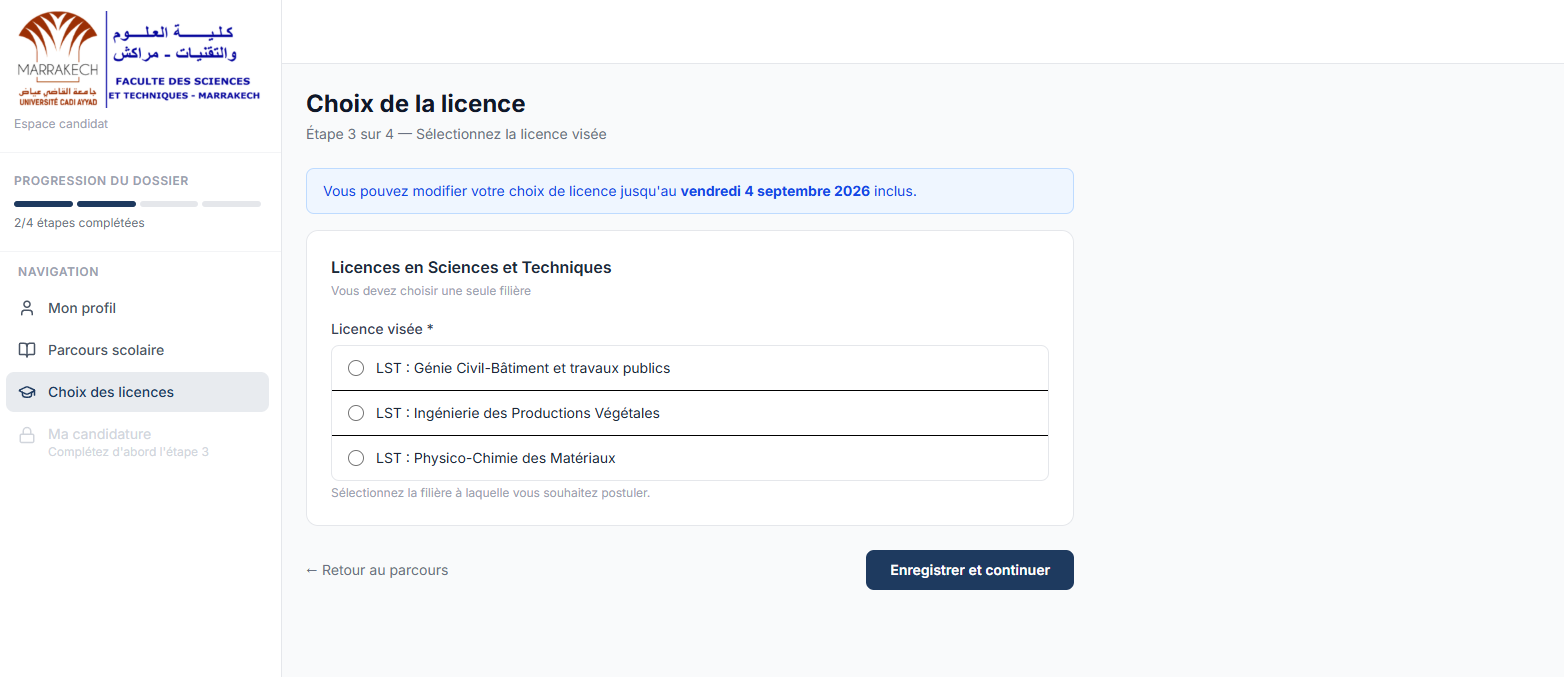 كـلـيـــــة العلـــوم
والتقنيـات - مراكش
MARRAKECH
جامعة القاضي عياض
UNIVERSITÉ CADI AYYAD
FACULTE DES SCIENCES
ET TECHNIQUES - MARRAKECH
Espace candidat
PROGRESSION DU DOSSIER
2/4 étapes complétées
NAVIGATION
Mon profil
Parcours scolaire
Choix des licences
Ma candidature
Complétez d'abord l'étape 3
Choix de la licence
Étape 3 sur 4 — Sélectionnez la licence visée
Vous pouvez modifier votre choix de licence jusqu'au vendredi 4 septembre 2026 inclus.
Licences en Sciences et Techniques
Vous devez choisir une seule filière
Licence visée *
LST : Génie Civil-Bâtiment et travaux publics
LST : Ingénierie des Productions Végétales
LST : Physico-Chimie des Matériaux
Sélectionnez la filière à laquelle vous souhaitez postuler.
← Retour au parcours
Enregistrer et continuer